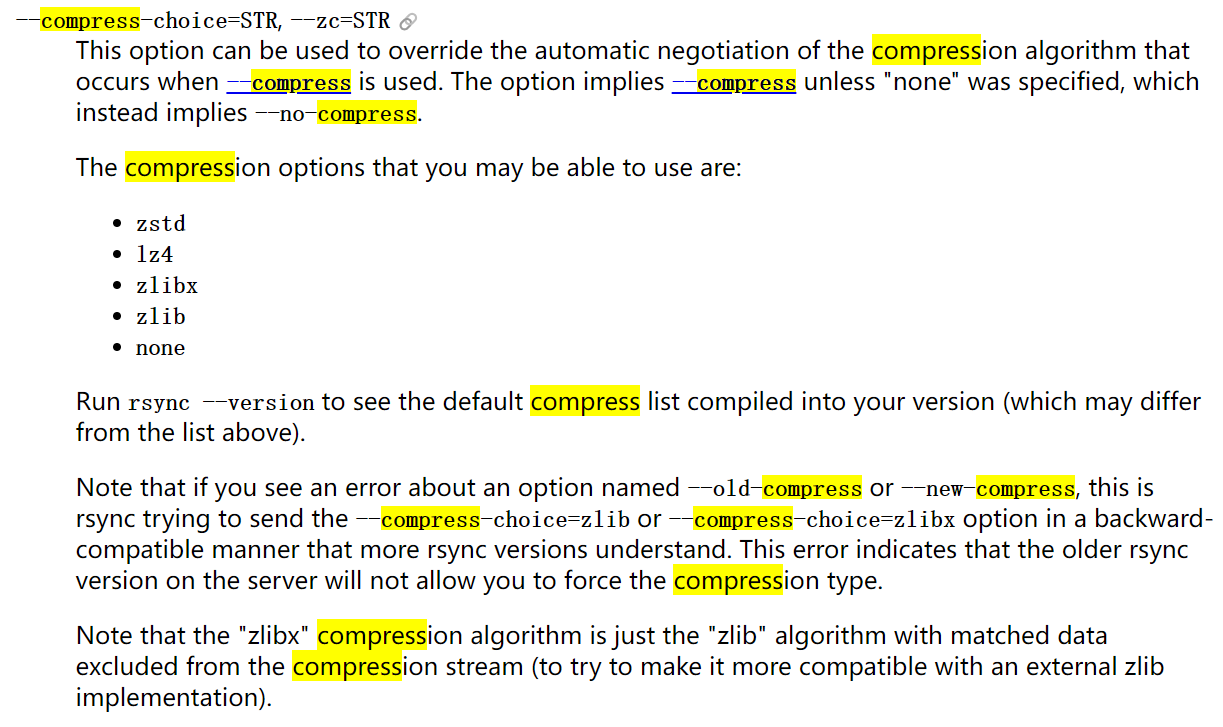 --compress-choice=STR, --zc=STR
This option can be used to override the automatic negotiation of the compression algorithm that
occurs when --compress is used. The option implies --compress unless "none" was specified, which
instead implies --no-compress.
The compression options that you may be able to use are:
• zstd
• lz4
• zlibx
• zlib
• none
Run rsync --version to see the default compress list compiled into your version (which may differ
from the list above).
Note that if you see an error about an option named --old-compress or --new-compress, this is
rsync trying to send the --compress-choice=zlib or --compress-choice=zlibx option in a backward-
compatible manner that more rsync versions understand. This error indicates that the older rsync
version on the server will not allow you to force the compression type.
Note that the "zlibx" compression algorithm is just the "zlib" algorithm with matched data
excluded from the compression stream (to try to make it more compatible with an external zlib
implementation).